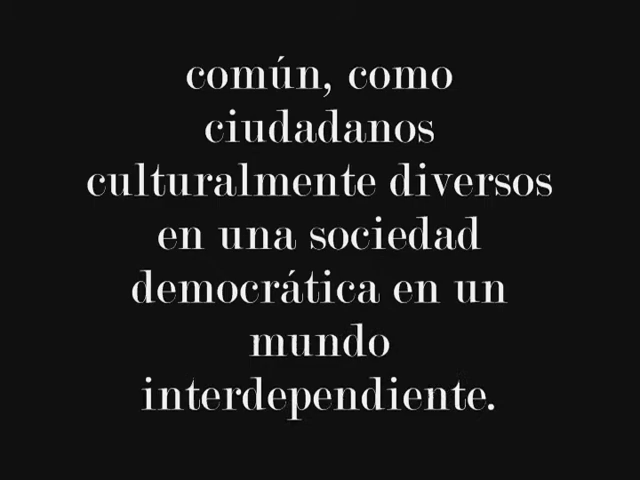 común, como
ciudadanos
culturalmente diversos
en una sociedad
democrática en un
mundo
interdependiente.